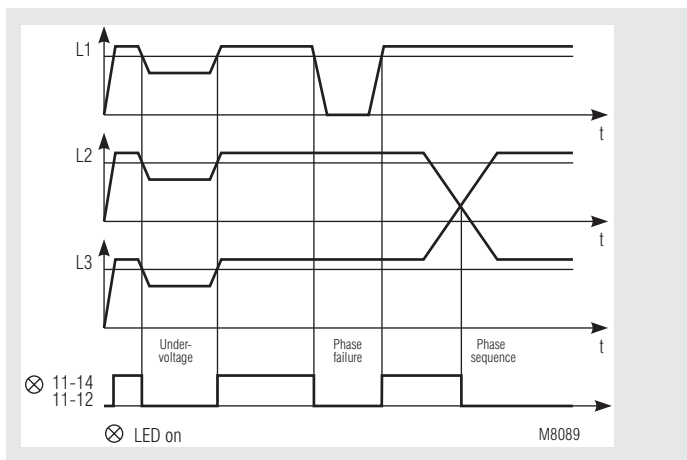 L1
t
L2
t
L3
t
Under-
voltage
Phase
failure
Phase
sequence
11-14
11-12
LED on
M8089